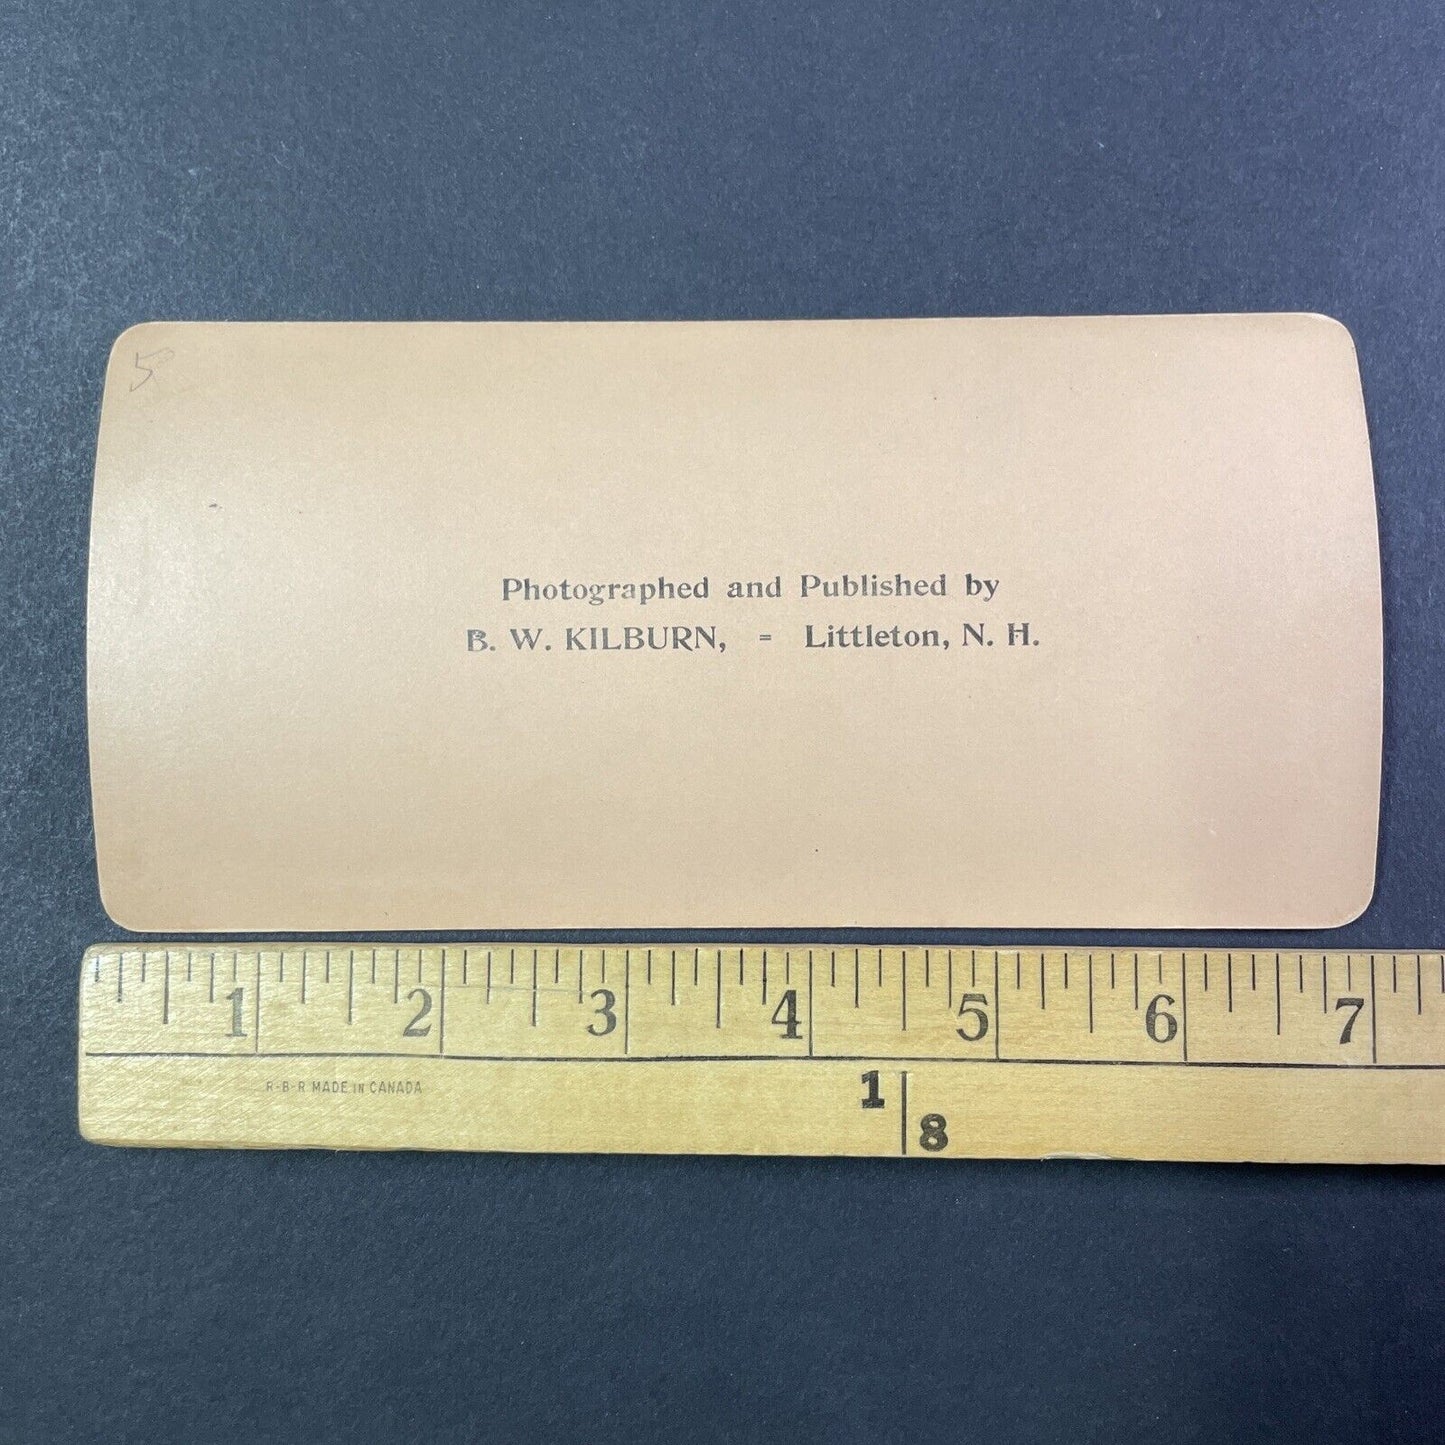 5
Photographed and Published by
B. W. KILBURN, = Littleton, N. H.
1 2 3 4 5 6 7
R-B-R MADE IN CANADA
1
8